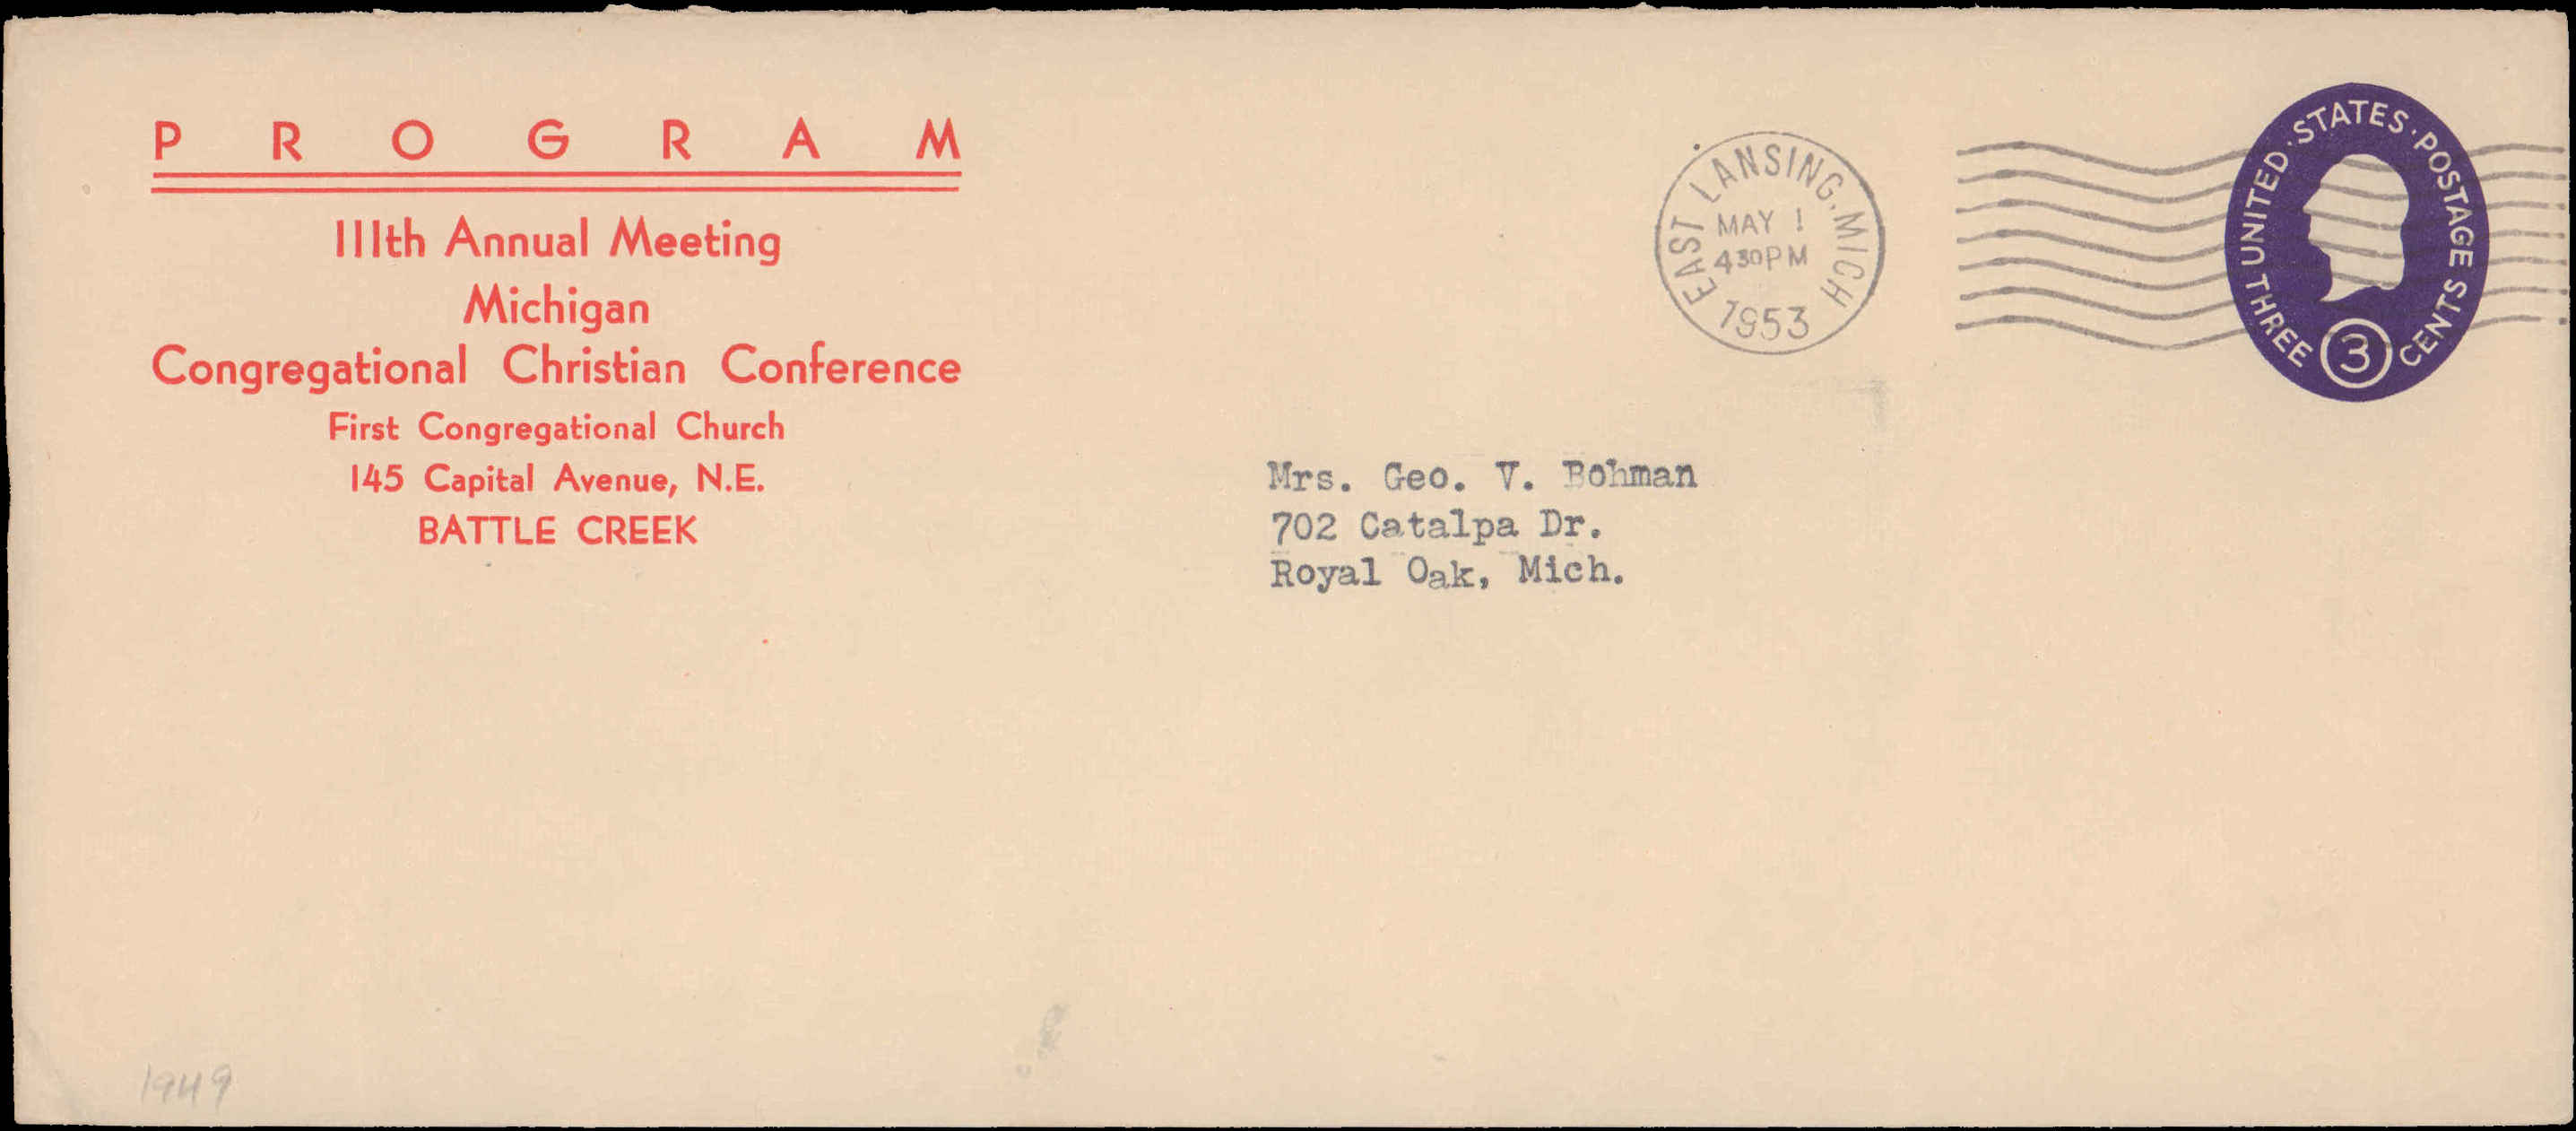 PROGRAM
111th Annual Meeting
Michigan
Congregational Christian Conference
First Congregational Church
145 Capital Avenue, N.E.
BATTLE CREEK
EAST LANSING, MICH
MAY 1
430PM
1953
UNITED·STATES·POSTAGE
THREE 3 CENTS
Mrs. Geo. V. Bohman
702 Catalpa Dr.
Royal Oak, Mich.
1949